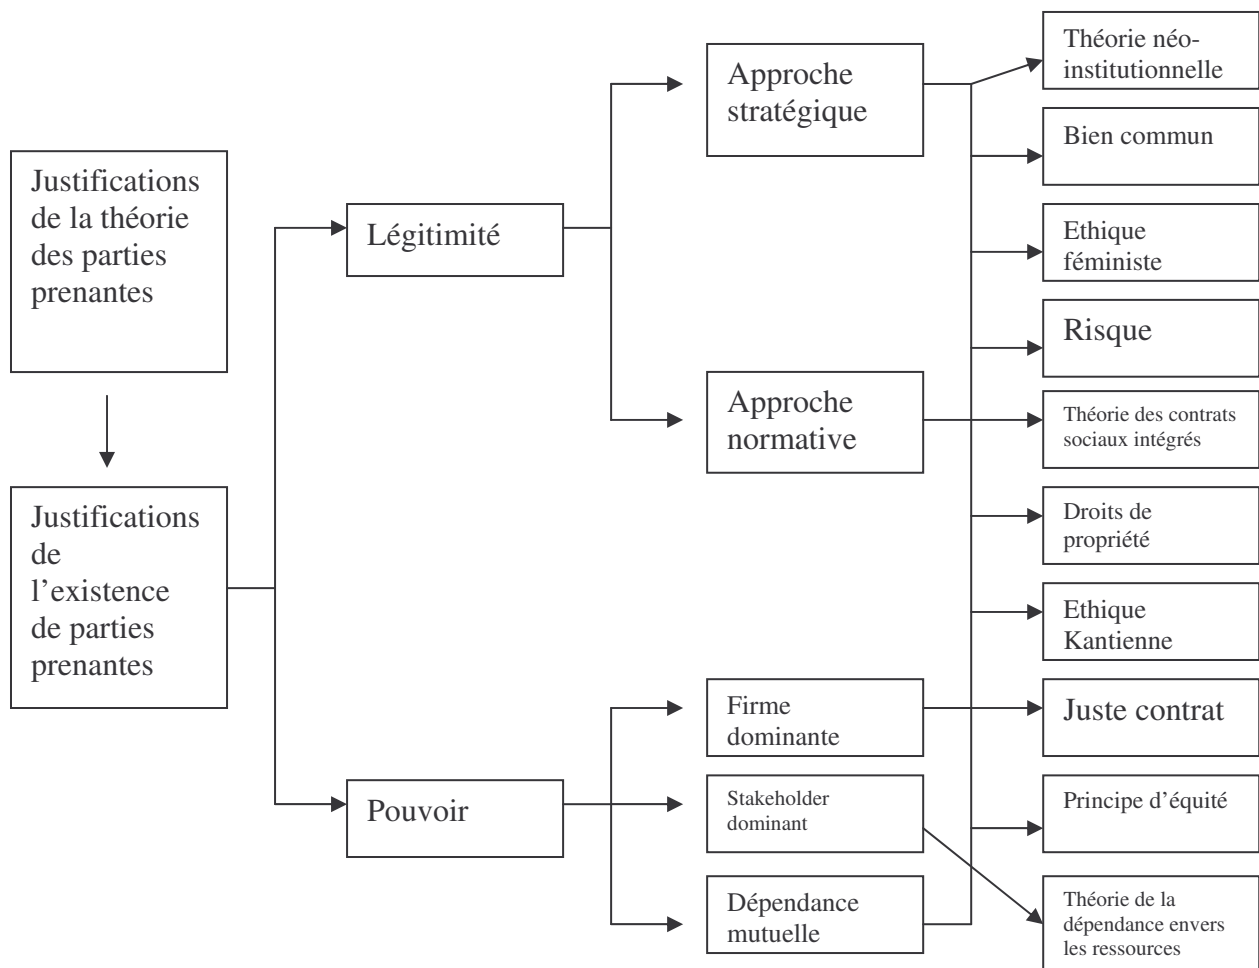 Justifications
de la théorie
des parties
prenantes
Justifications
de
l’existence
de parties
prenantes
Légitimité
Pouvoir
Approche
stratégique
Approche
normative
Firme
dominante
Stakeholder
dominant
Dépendance
mutuelle
Théorie néo-
institutionnelle
Bien commun
Ethique
féministe
Risque
Théorie des contrats
sociaux intégrés
Droits de
propriété
Ethique
Kantienne
Juste contrat
Principe d’équité
Théorie de la
dépendance envers
les ressources